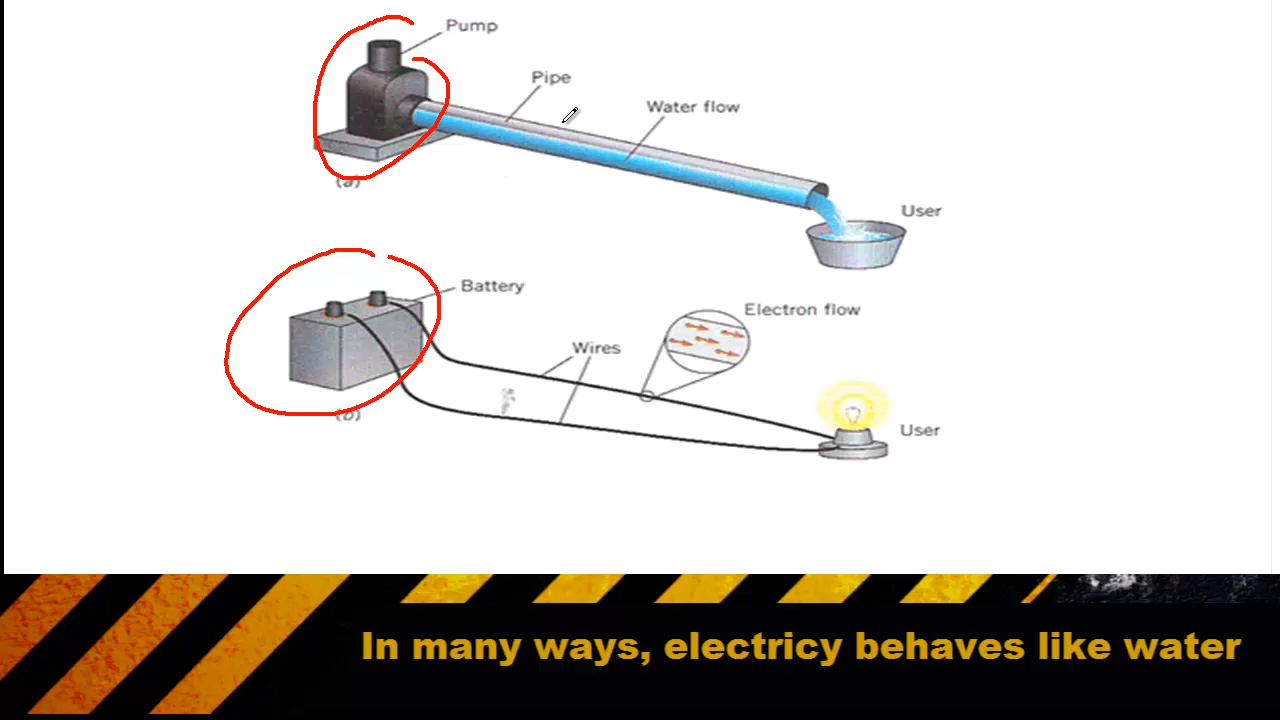 Pump
Pipe
Water flow
(a)
User
Battery
Electron flow
Wires
(b)
User
In many ways, electricy behaves like water